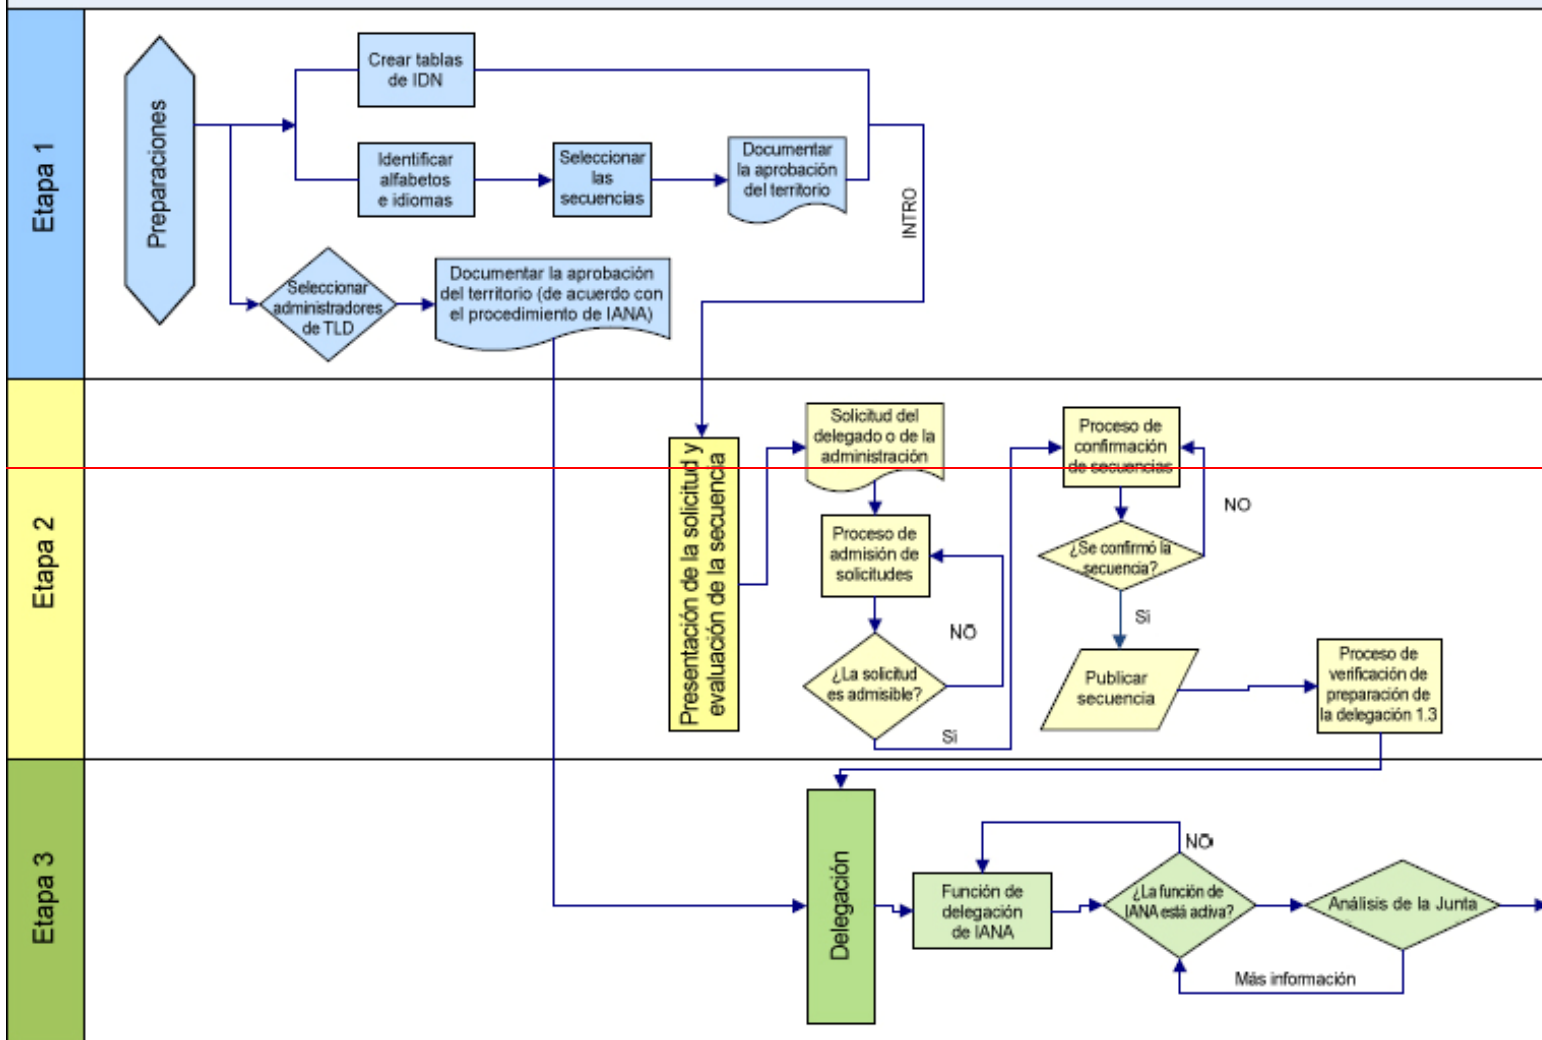 Etapa 1
Preparaciones
Crear tablas
de IDN
Identificar
alfabetos
e idiomas
Seleccionar
las
secuencias
Documentar
la aprobación
del territorio
INTRO
Seleccionar
administradores
de TLD
Documentar la aprobación
del territorio (de acuerdo con
el procedimiento de IANA)
Etapa 2
Presentación de la solicitud y
evaluación de la secuencia
Solicitud del
delegado o de la
administración
Proceso de
admisión de
solicitudes
NO
¿La solicitud
es admisible?
Si
Proceso de
confirmación
de secuencias
NO
¿Se confirmó la
secuencia?
Si
Publicar
secuencia
Proceso de
verificación de
preparación de
la delegación 1.3
Etapa 3
Delegación
Función de
delegación
de IANA
NO
¿La función de
IANA está activa?
Análisis de la Junta
Más información